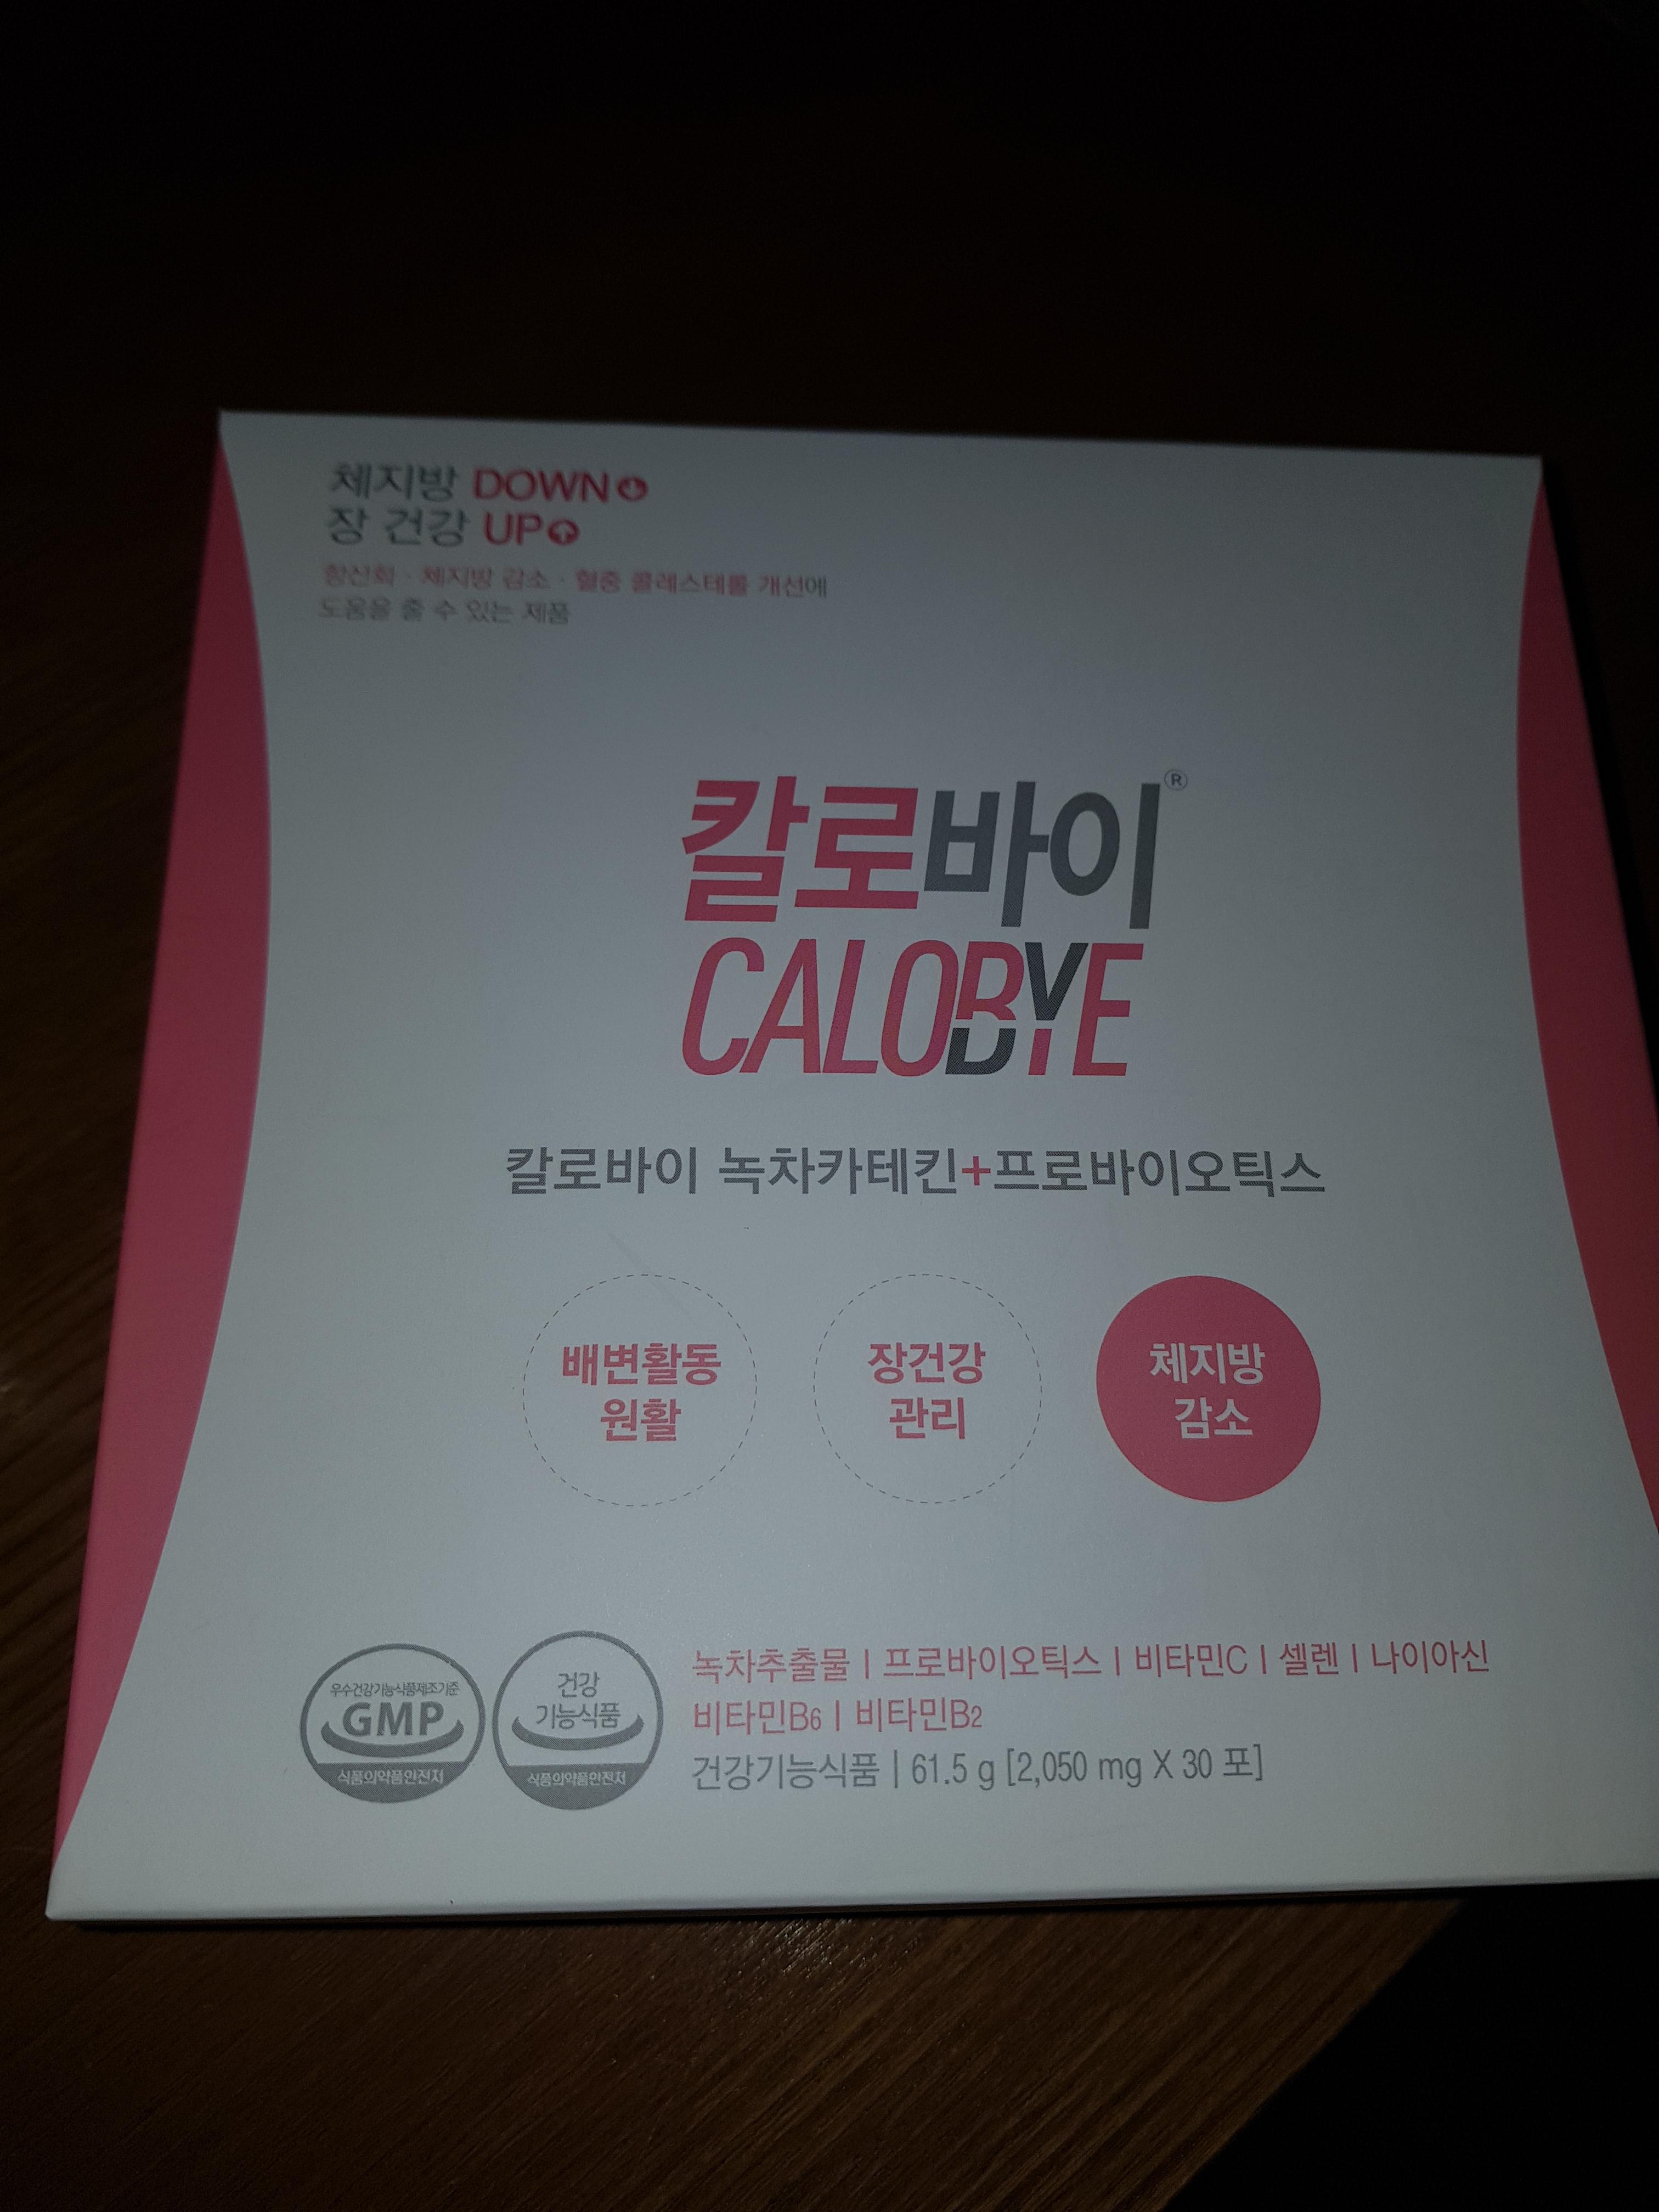 체지방 DOWN
장 건강 UP
항산화 · 체지방 감소 · 혈중 콜레스테롤 개선에
도움을 줄 수 있는 제품
칼로바이®
CALOBYE
칼로바이 녹차카테킨+프로바이오틱스
배변활동
원활
장건강
관리
체지방
감소
우수건강기능식품제조기준
GMP
식품의약품안전처
건강
기능식품
식품의약품안전처
녹차추출물 | 프로바이오틱스 | 비타민C | 셀렌 | 나이아신
비타민B6 | 비타민B2
건강기능식품 | 61.5 g [2,050 mg X 30 포]